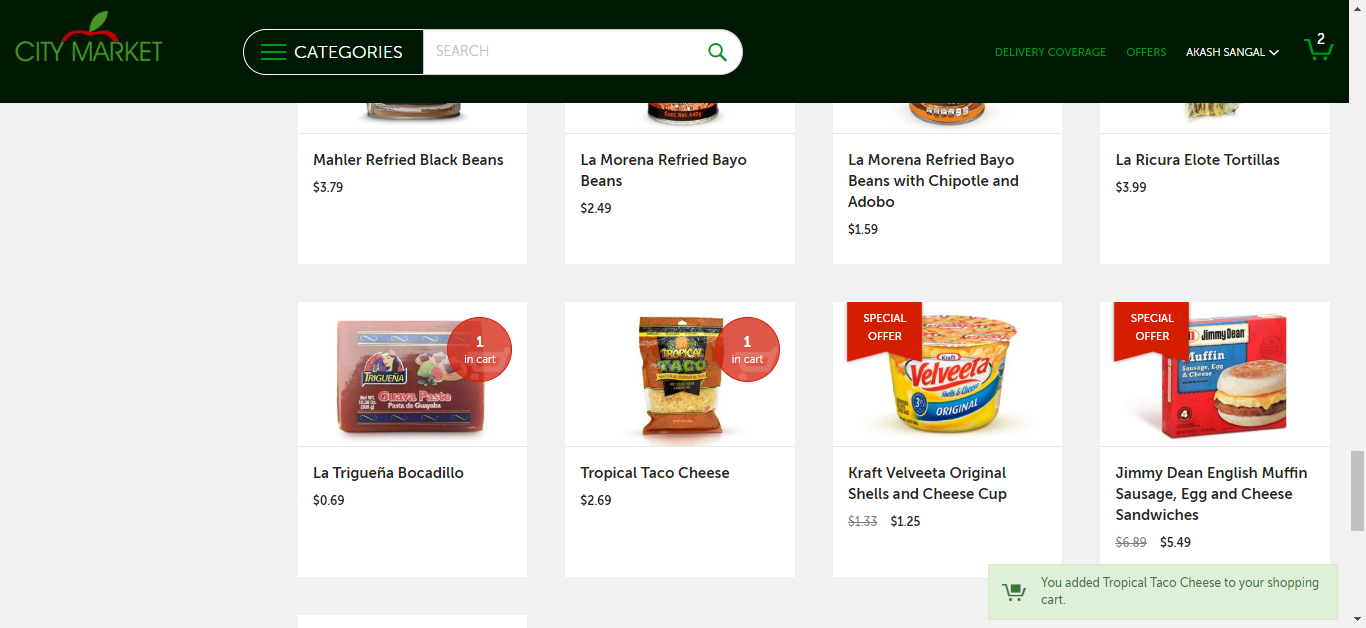 CITY MARKET
CATEGORIES
SEARCH
DELIVERY COVERAGE
OFFERS
AKASH SANGAL
2
Cont. Net. 440g
Mahler Refried Black Beans
$3.79
La Morena Refried Bayo
Beans
$2.49
La Morena Refried Bayo
Beans with Chipotle and
Adobo
$1.59
La Ricura Elote Tortillas
$3.99
1
in cart
LA
TRIGUEÑA
Guava Paste
Pasta de Guayaba
La Trigueña Bocadillo
$0.69
1
in cart
TROPICAL
TACO
Tropical Taco Cheese
$2.69
SPECIAL
OFFER
Kraft
Velveeta
Shells & Cheese
ORIGINAL
Kraft Velveeta Original
Shells and Cheese Cup
$1.33 $1.25
SPECIAL
OFFER
Jimmy Dean
Muffin
Sausage, Egg
& Cheese
4
Jimmy Dean English Muffin
Sausage, Egg and Cheese
Sandwiches
$6.89 $5.49
You added Tropical Taco Cheese to your shopping
cart.